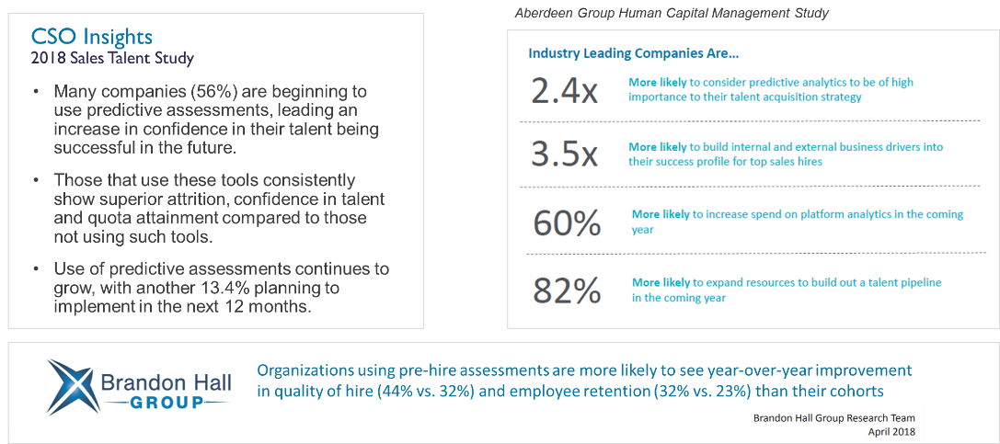 CSO Insights
2018 Sales Talent Study
• Many companies (56%) are beginning to
use predictive assessments, leading an
increase in confidence in their talent being
successful in the future.
• Those that use these tools consistently
show superior attrition, confidence in talent
and quota attainment compared to those
not using such tools.
• Use of predictive assessments continues to
grow, with another 13.4% planning to
implement in the next 12 months.
Aberdeen Group Human Capital Management Study
Industry Leading Companies Are...
2.4x
More likely to consider predictive analytics to be of high
importance to their talent acquisition strategy
3.5x
More likely to build internal and external business drivers into
their success profile for top sales hires
60%
More likely to increase spend on platform analytics in the coming
year
82%
More likely to expand resources to build out a talent pipeline
in the coming year
Brandon Hall
GROUP
Organizations using pre-hire assessments are more likely to see year-over-year improvement
in quality of hire (44% vs. 32%) and employee retention (32% vs. 23%) than their cohorts
Brandon Hall Group Research Team
April 2018